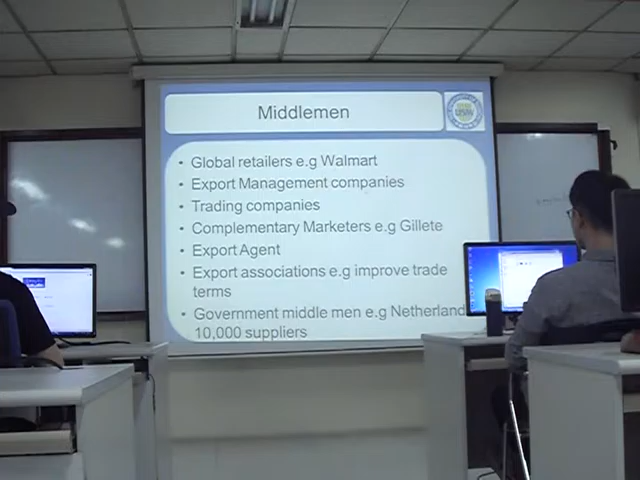 Middlemen
• Global retailers e.g Walmart
• Export Management companies
• Trading companies
• Complementary Marketers e.g Gillete
• Export Agent
• Export associations e.g improve trade
terms
• Government middle men e.g Netherland
10,000 suppliers